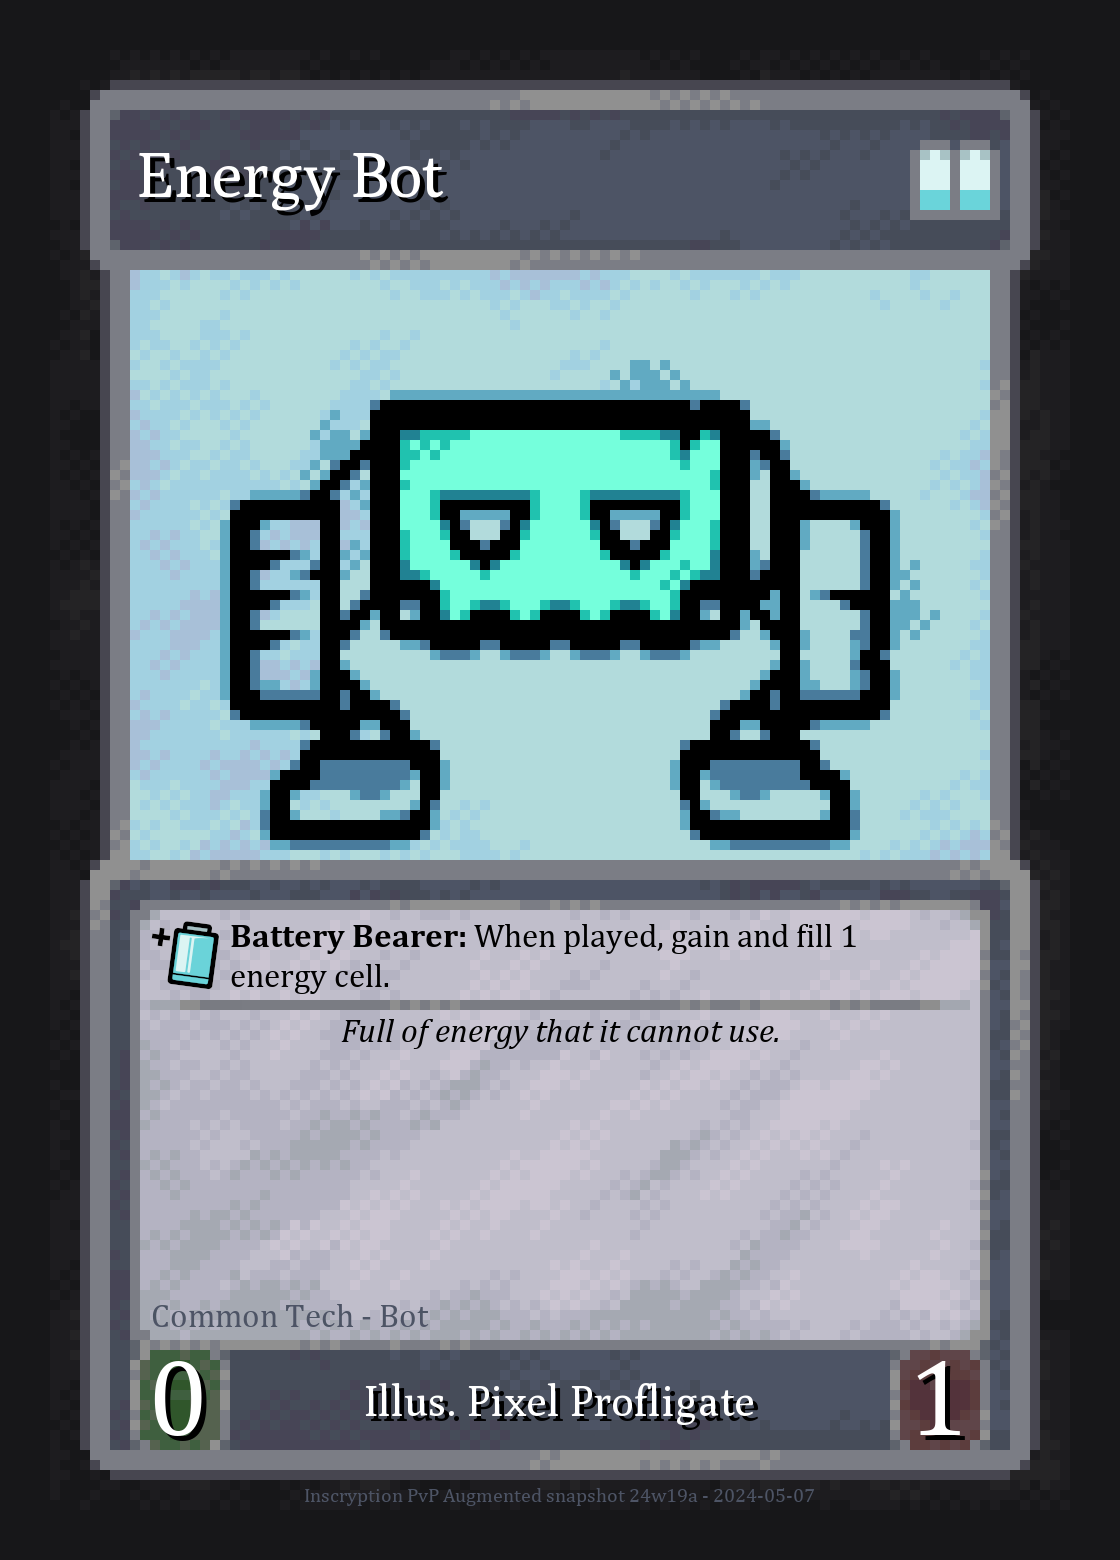 Energy Bot
Battery Bearer: When played, gain and fill 1
energy cell.
Full of energy that it cannot use.
Common Tech - Bot
0
Illus. Pixel Profligate
1
Inscryption PvP Augmented snapshot 24w19a - 2024-05-07